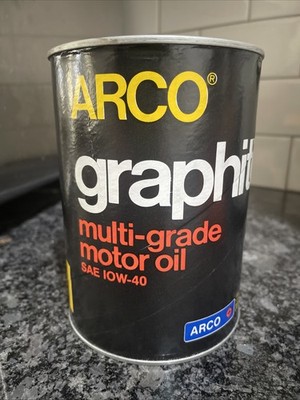 ARCO®
graphit
multi-grade
motor oil
SAE 10W-40
ARCO